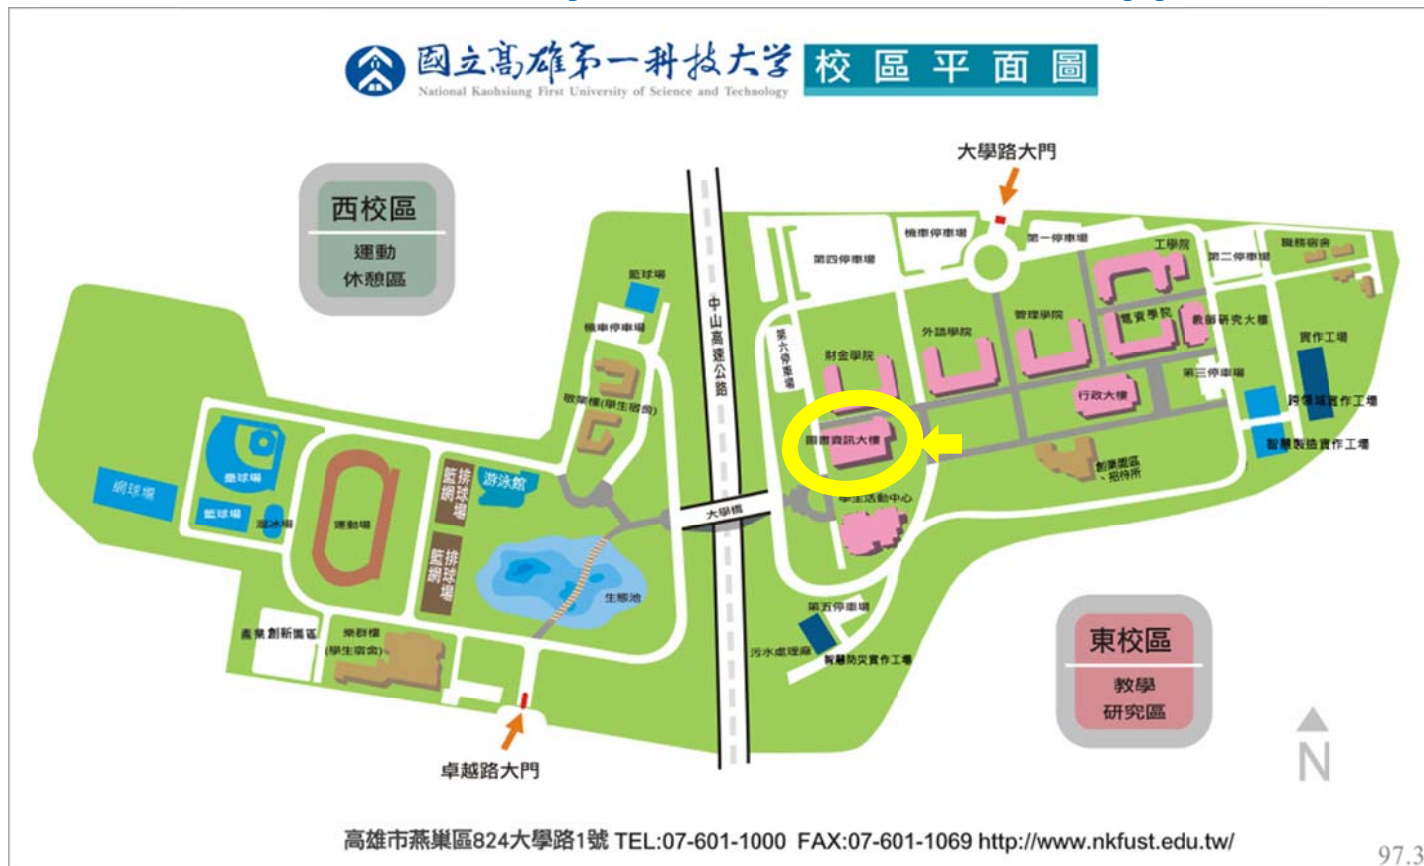 國立高雄第一科技大学 校區平面圖
National Kaohsiung First University of Science and Technology
大學路大門
西校區
運動
休憩區
機車停車場
第一停車場
工學院
職務宿舍
第四停車場
第二停車場
籃球場
中山高速公路
管理學院
電資學院
教師研究大樓
機車停車場
外語學院
實作工場
第六停車場
財金學院
第三停車場
敬業樓(學生宿舍)
行政大樓
跨領域實作工場
圖書資訊大樓
智慧製造實作工場
創業園區
、招待所
壘球場
排球場
籃網
游泳館
網球場
學生活動中心
籃球場
溜冰場
運動場
大學橋
排球場
籃網
生態池
第五停車場
產業創新園區
樂群樓
(學生宿舍)
污水處理廠
智慧防災實作工場
東校區
教學
研究區
卓越路大門
N
高雄市燕巢區824大學路1號 TEL:07-601-1000 FAX:07-601-1069 http://www.nkfust.edu.tw/
97.3